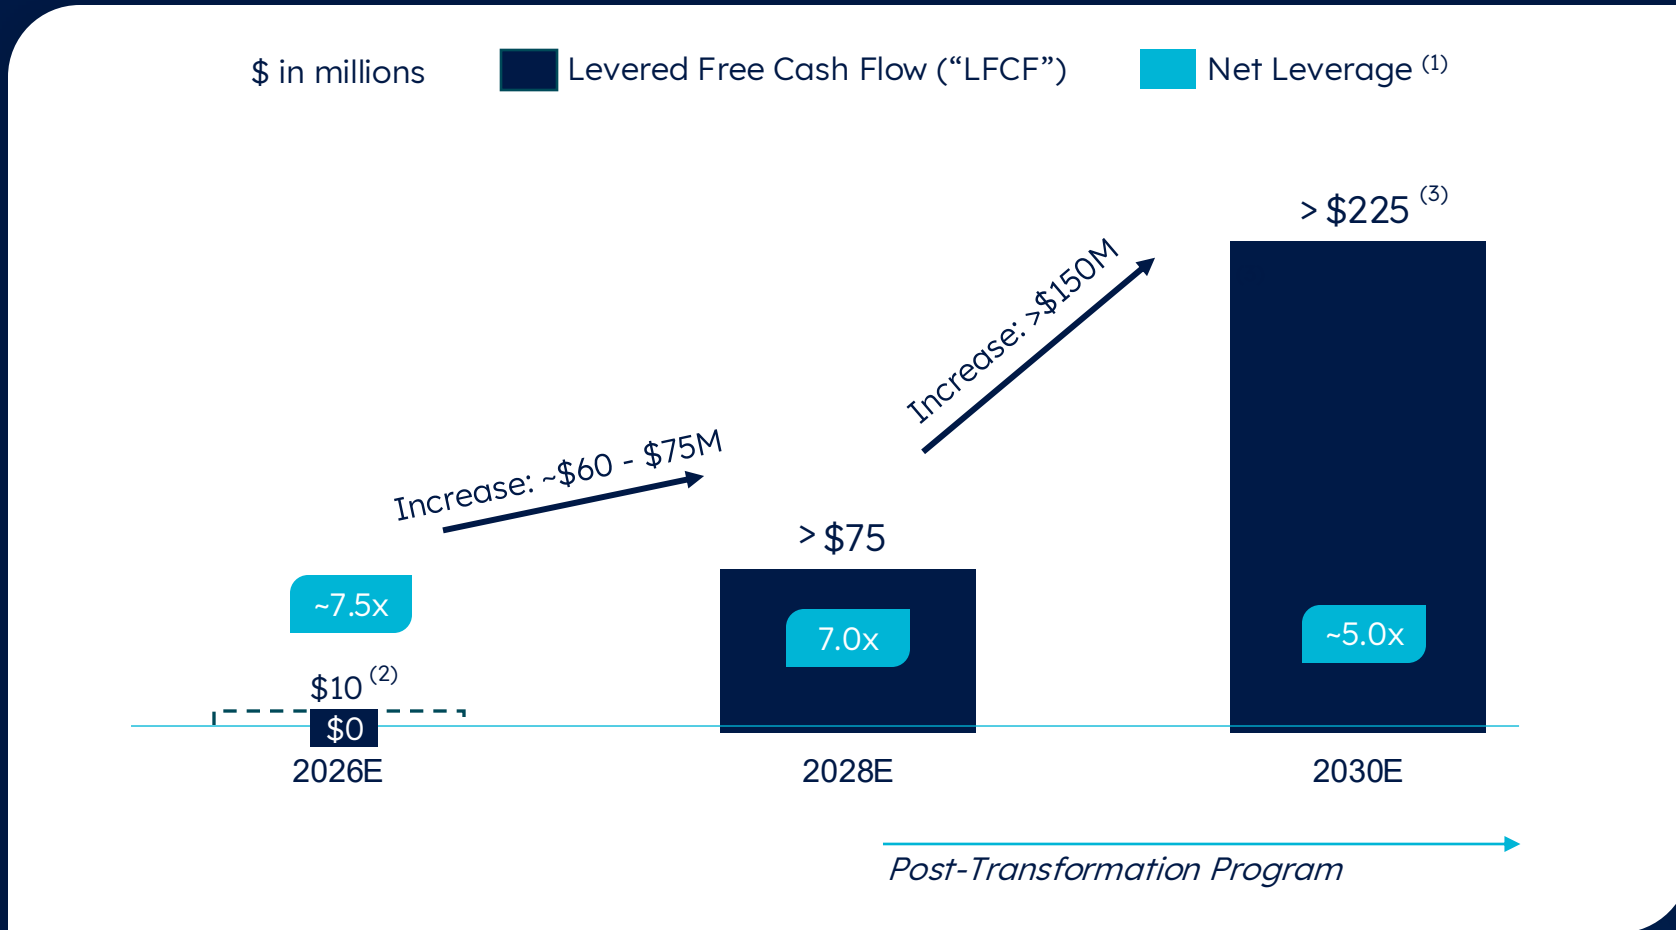 $ in millions
Levered Free Cash Flow (“LFCF”)
Net Leverage (1)
> $225 (3)
Increase: >$150M
Increase: ~$60 - $75M
> $75
~7.5x
7.0x
~5.0x
$10 (2)
$0
2026E
2028E
2030E
Post-Transformation Program